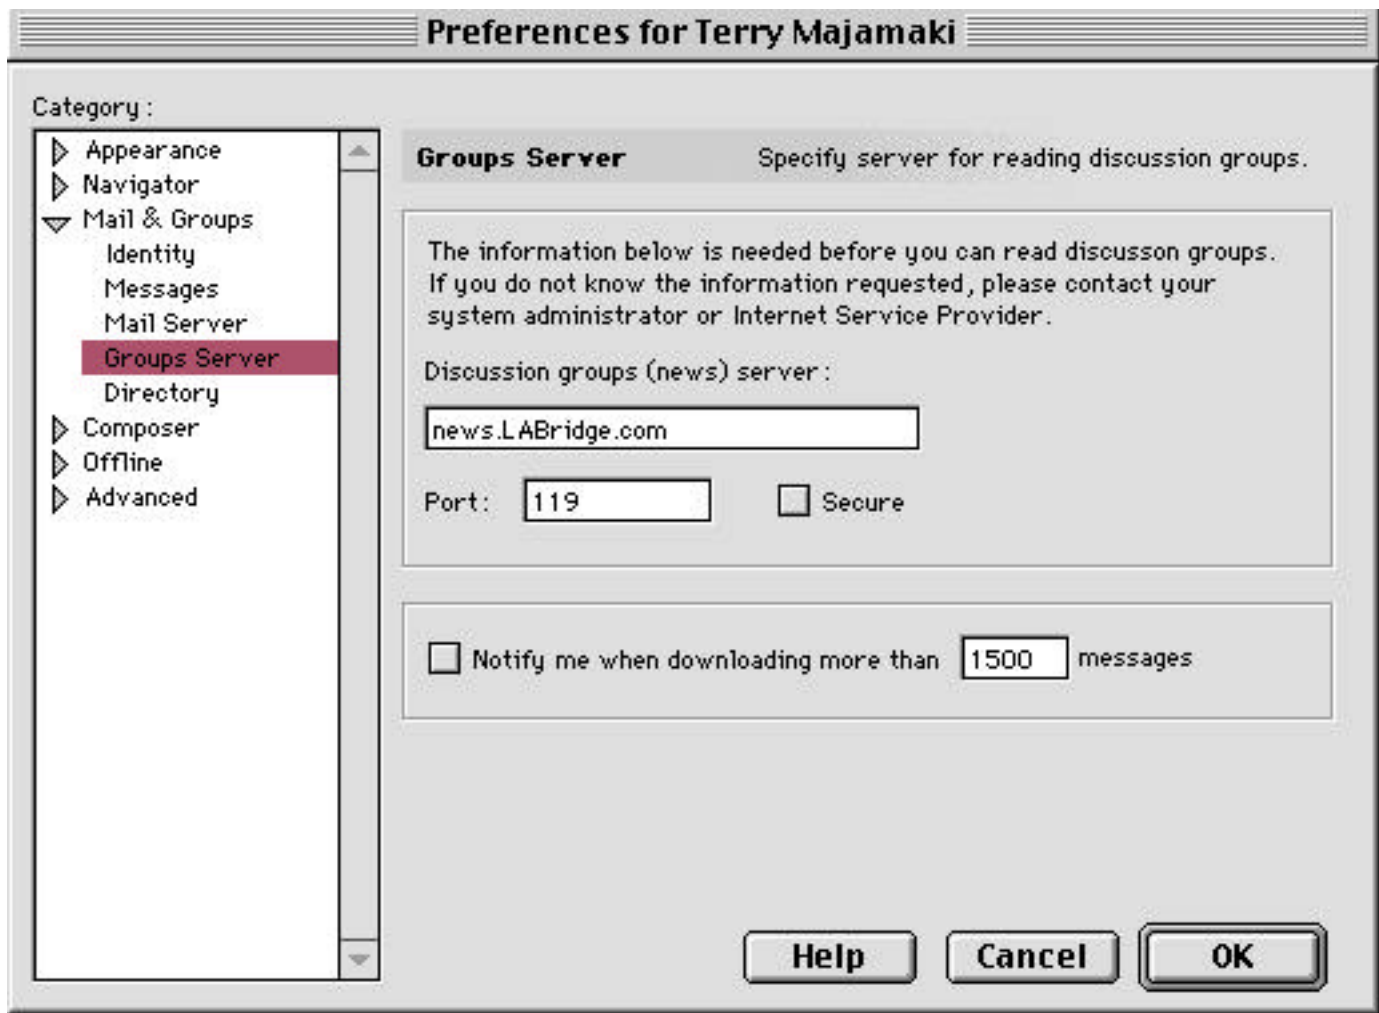 Preferences for Terry Majamaki
Category:
Appearance
Navigator
Mail & Groups
Identity
Messages
Mail Server
Groups Server
Directory
Composer
Offline
Advanced
Groups Server Specify server for reading discussion groups.
The information below is needed before you can read discusson groups.
If you do not know the information requested, please contact your
system administrator or Internet Service Provider.
Discussion groups (news) server:
news.LABridge.com
Port: 119 Secure
Notify me when downloading more than 1500 messages
Help Cancel OK